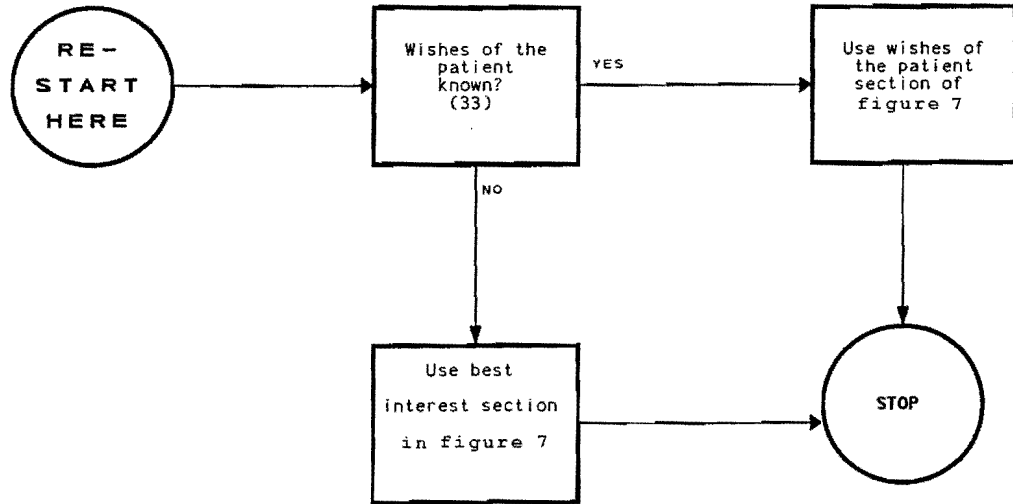 RE-
START
HERE
Wishes of the
patient
known?
(33)
YES
Use wishes of
the patient
section of
figure 7
NO
Use best
interest section
in figure 7
STOP